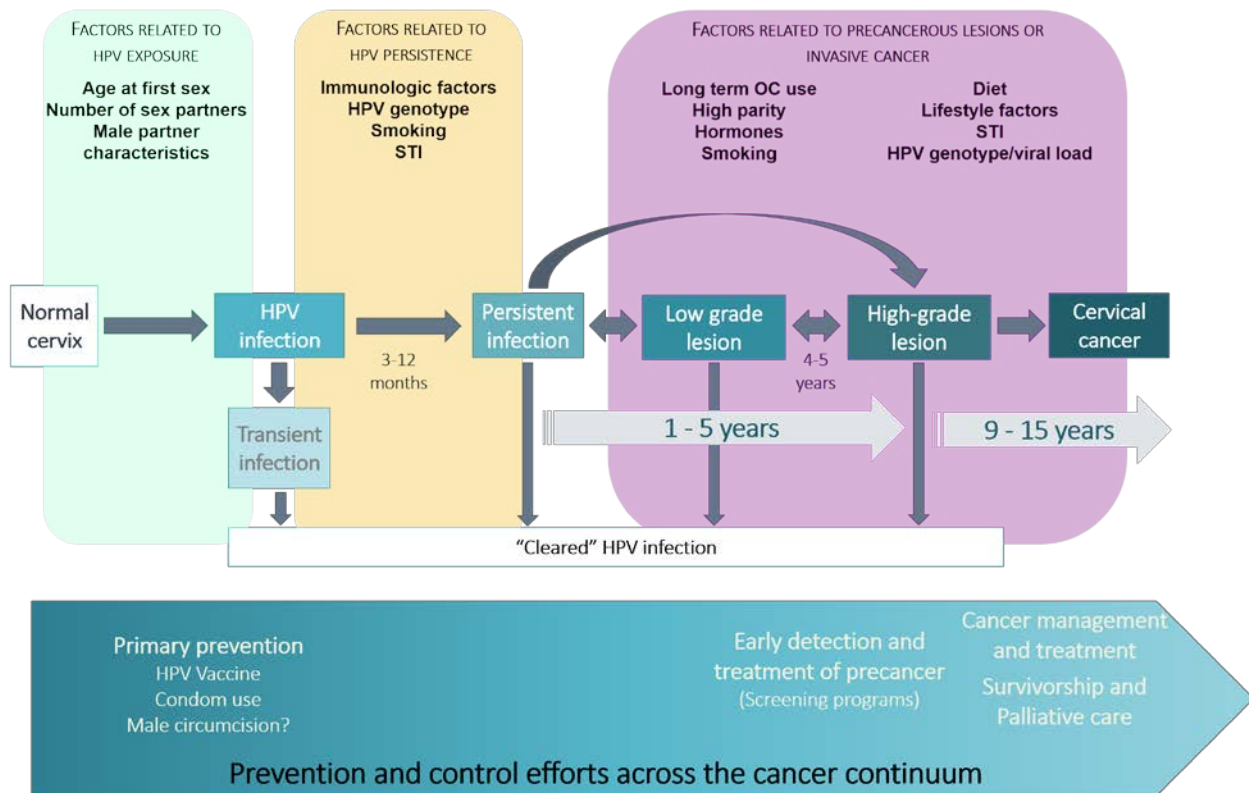 FACTORS RELATED TO
HPV EXPOSURE
Age at first sex
Number of sex partners
Male partner
characteristics
FACTORS RELATED TO
HPV PERSISTENCE
Immunologic factors
HPV genotype
Smoking
STI
FACTORS RELATED TO PRECANCEROUS LESIONS OR
INVASIVE CANCER
Long term OC use
High parity
Hormones
Smoking
Diet
Lifestyle factors
STI
HPV genotype/viral load
Normal
cervix
HPV
infection
3-12
months
Persistent
infection
Low grade
lesion
4-5
years
High-grade
lesion
Cervical
cancer
Transient
infection
1 - 5 years
9 - 15 years
“Cleared” HPV infection
Primary prevention
HPV Vaccine
Condom use
Male circumcision?
Early detection and
treatment of precancer
(Screening programs)
Cancer management
and treatment
Survivorship and
Palliative care
Prevention and control efforts across the cancer continuum